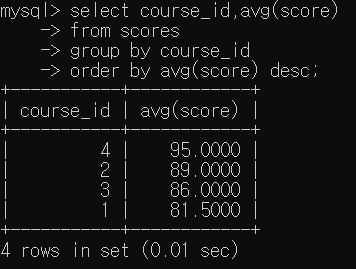 mysql> select course_id,avg(score)
    -> from scores
    -> group by course_id
    -> order by avg(score) desc;
+-----------+------------+
| course_id | avg(score) |
+-----------+------------+
|         4 |    95.0000 |
|         2 |    89.0000 |
|         3 |    86.0000 |
|         1 |    81.5000 |
+-----------+------------+
4 rows in set (0.01 sec)